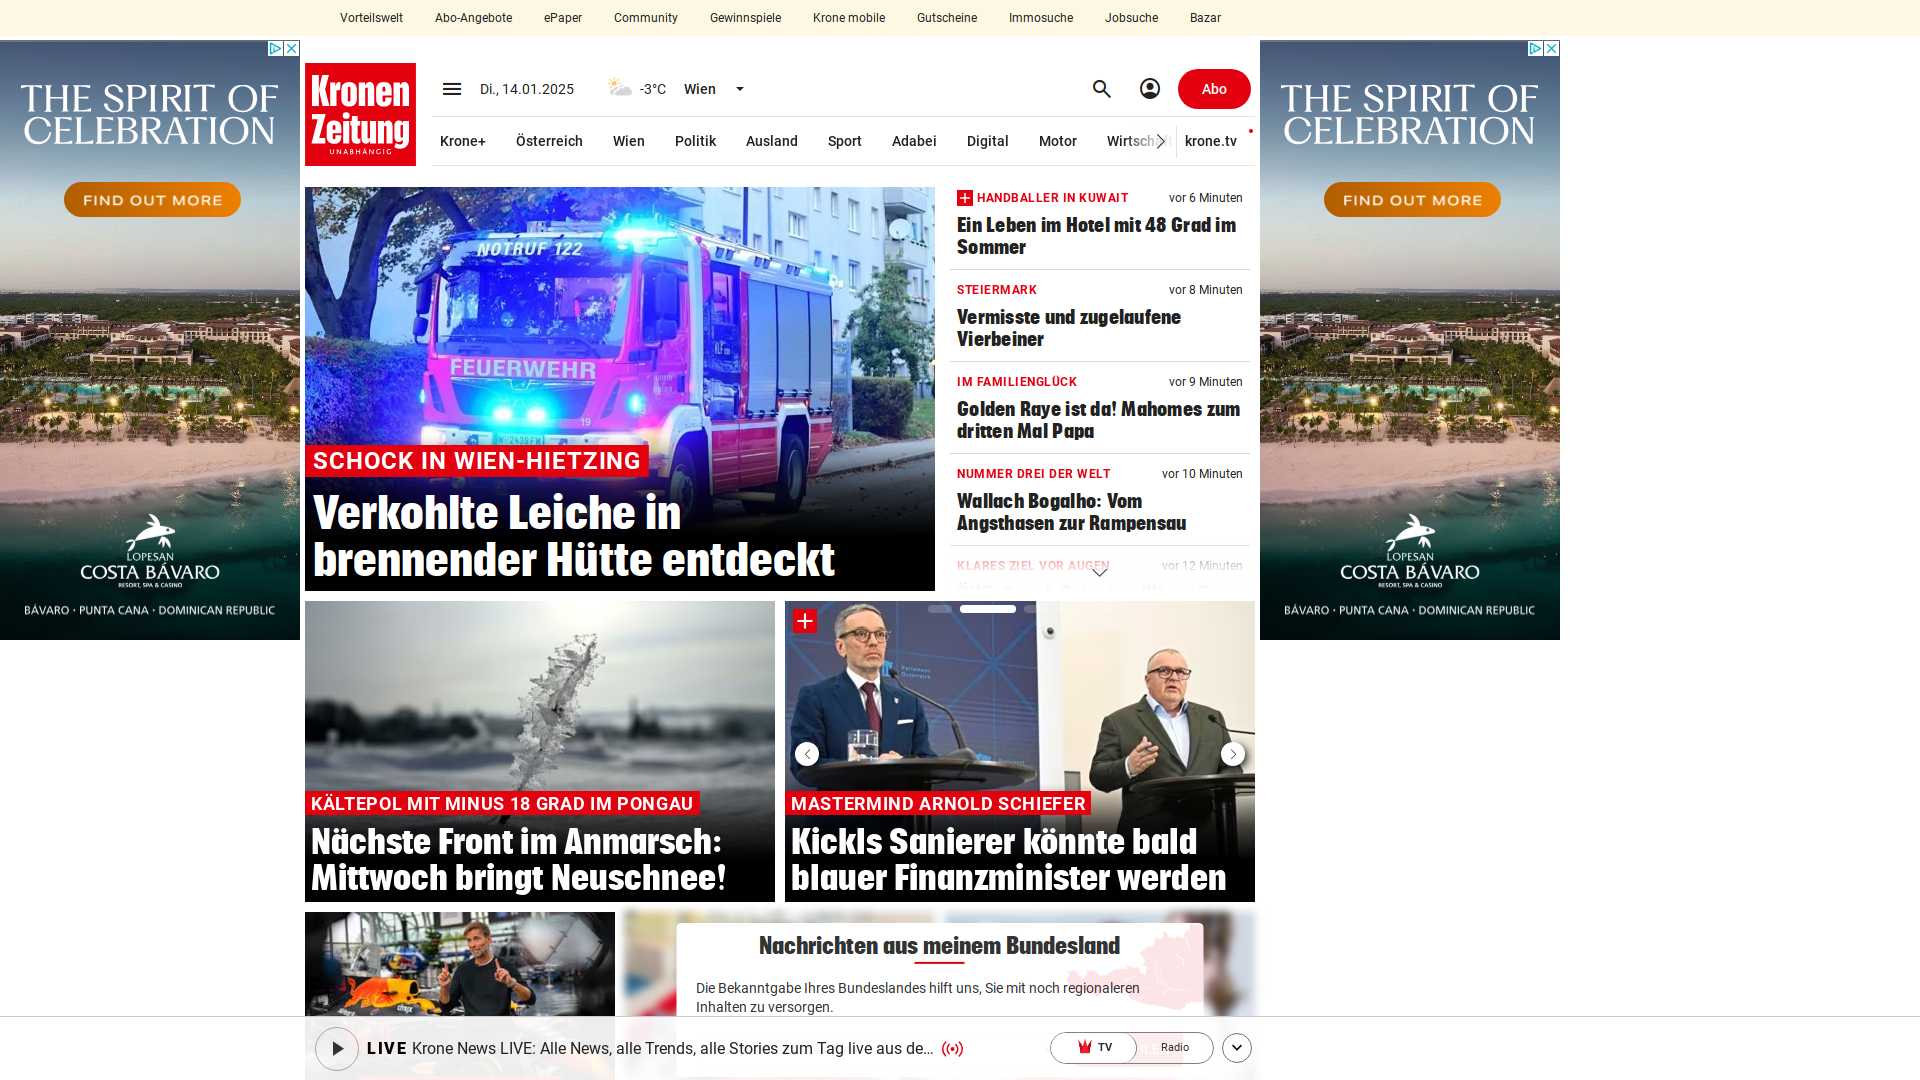 Vorteilswelt
Abo-Angebote
ePaper
Community
Gewinnspiele
Krone mobile
Gutscheine
Immosuche
Jobsuche
Bazar
THE SPIRIT OF
CELEBRATION
FIND OUT MORE
LOPESAN
COSTA BÁVARO
RESORT, SPA & CASINO
BÁVARO · PUNTA CANA · DOMINICAN REPUBLIC
Kronen
Zeitung
UNABHÄNGIG
Di., 14.01.2025
-3°C
Wien
Abo
Krone+
Österreich
Wien
Politik
Ausland
Sport
Adabei
Digital
Motor
Wirtschaft
krone.tv
NOTRUF 122
FEUERWEHR
19
SCHOCK IN WIEN-HIETZING
Verkohlte Leiche in
brennender Hütte entdeckt
HANDBALLER IN KUWAIT
vor 6 Minuten
Ein Leben im Hotel mit 48 Grad im
Sommer
STEIERMARK
vor 8 Minuten
Vermisste und zugelaufene
Vierbeiner
IM FAMILIENGLÜCK
vor 9 Minuten
Golden Raye ist da! Mahomes zum
dritten Mal Papa
NUMMER DREI DER WELT
vor 10 Minuten
Wallach Bogalho: Vom
Angsthasen zur Rampensau
KLARES ZIEL VOR AUGEN
vor 12 Minuten
THE SPIRIT OF
CELEBRATION
FIND OUT MORE
LOPESAN
COSTA BÁVARO
RESORT, SPA & CASINO
BÁVARO · PUNTA CANA · DOMINICAN REPUBLIC
KÄLTEPOL MIT MINUS 18 GRAD IM PONGAU
Nächste Front im Anmarsch:
Mittwoch bringt Neuschnee!
MASTERMIND ARNOLD SCHIEFER
Kickls Sanierer könnte bald
blauer Finanzminister werden
Nachrichten aus meinem Bundesland
Die Bekanntgabe Ihres Bundeslandes hilft uns, Sie mit noch regionaleren
Inhalten zu versorgen.
LIVE Krone News LIVE: Alle News, alle Trends, alle Stories zum Tag live aus de...
TV
Radio